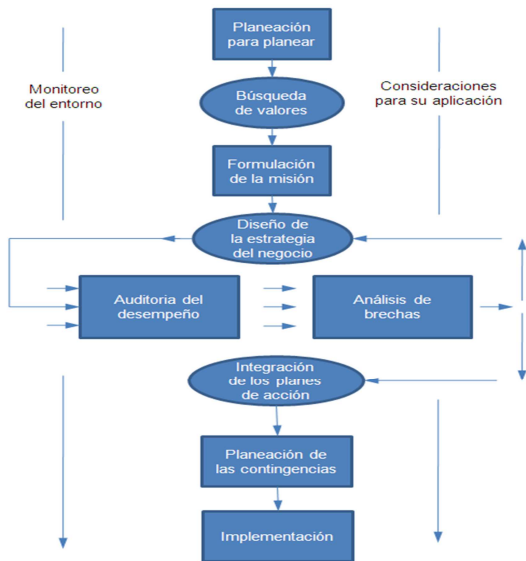 Planeación
para planear
Monitoreo
del entorno
Búsqueda
de valores
Consideraciones
para su aplicación
Formulación
de la misión
Diseño de
la estrategia
del negocio
Auditoria del
desempeño
Análisis de
brechas
Integración
de los planes
de acción
Planeación de
las contingencias
Implementación